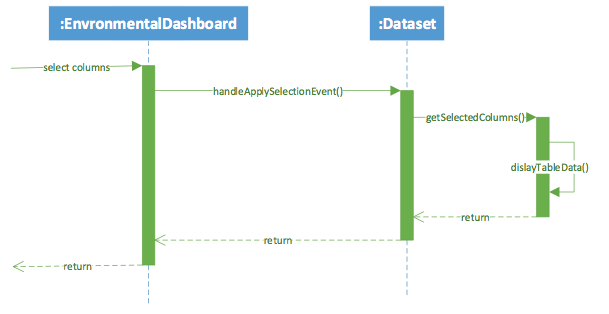 :EnvronmentalDashboard
:Dataset
select columns
handleApplySelectionEvent()
getSelectedColumns()
dislayTableData()
return
return
return